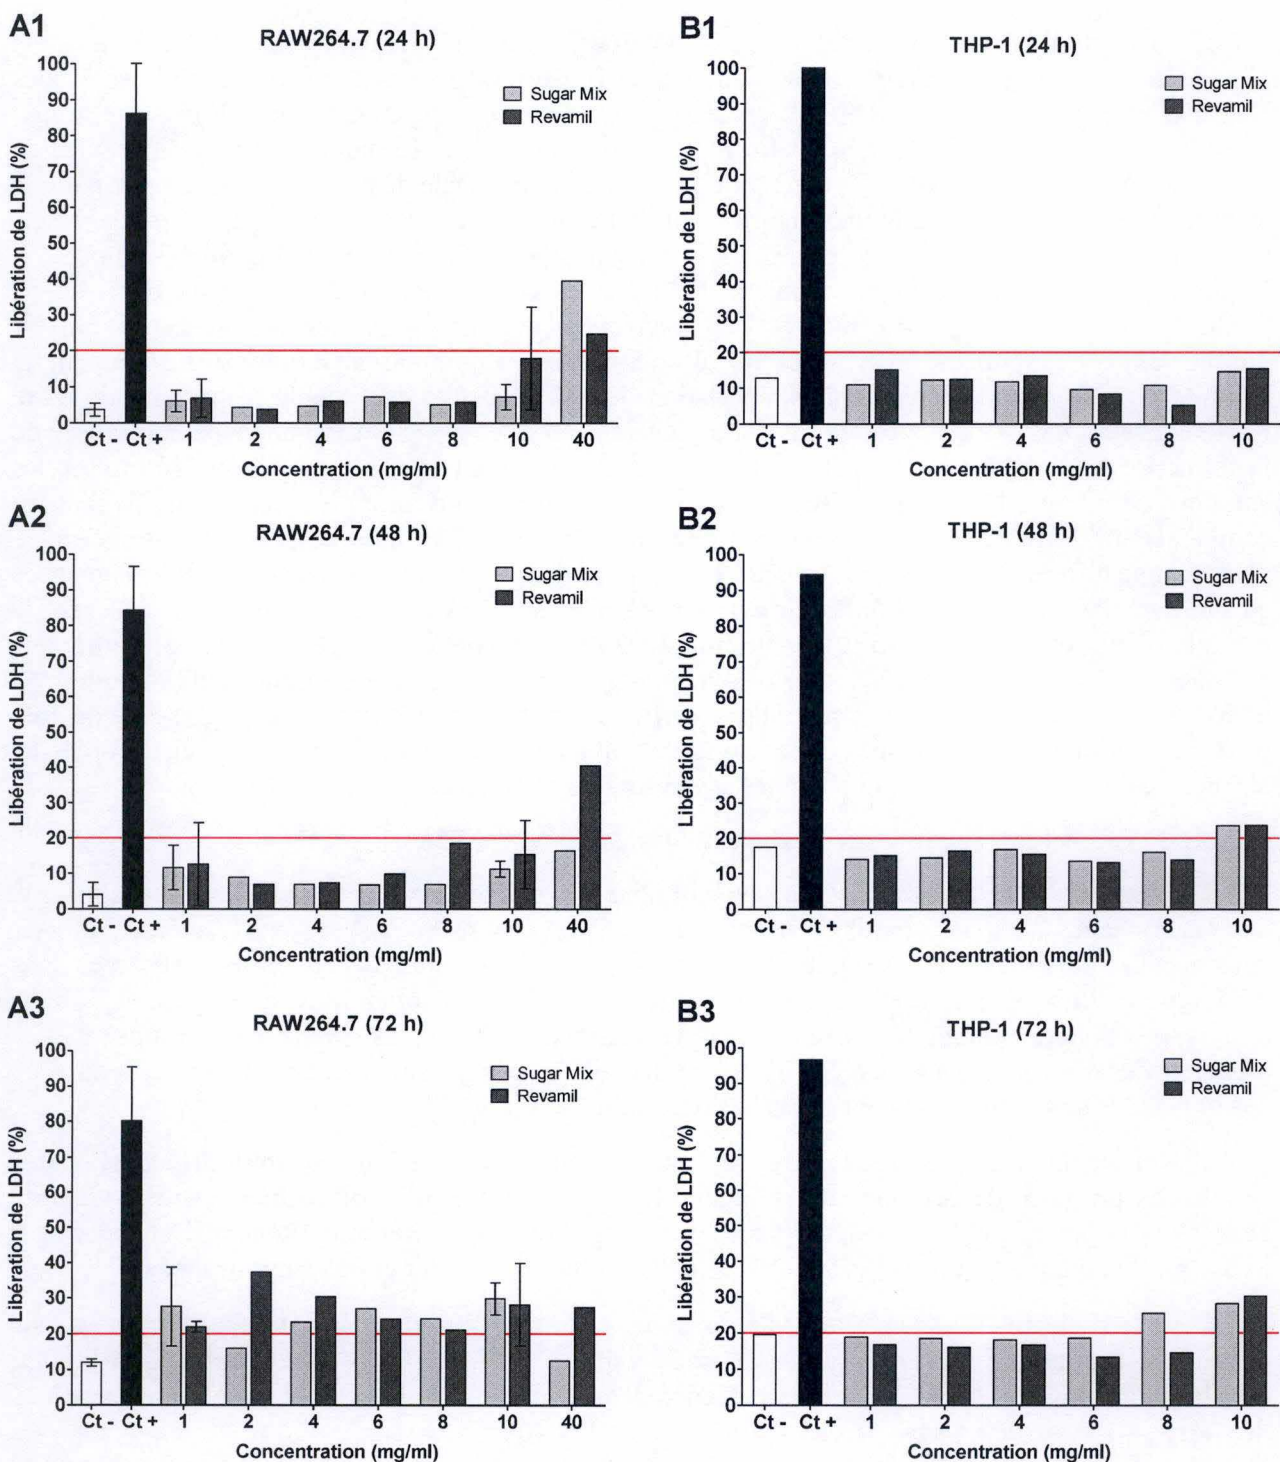 A1
RAW264.7 (24 h)
Libération de LDH (%)
100
90
80
70
60
50
40
30
20
10
0
Sugar Mix
Revamil
Ct - Ct + 1 2 4 6 8 10 40
Concentration (mg/ml)
B1
THP-1 (24 h)
Libération de LDH (%)
100
90
80
70
60
50
40
30
20
10
0
Sugar Mix
Revamil
Ct - Ct + 1 2 4 6 8 10
Concentration (mg/ml)
A2
RAW264.7 (48 h)
Libération de LDH (%)
100
90
80
70
60
50
40
30
20
10
0
Sugar Mix
Revamil
Ct - Ct + 1 2 4 6 8 10 40
Concentration (mg/ml)
B2
THP-1 (48 h)
Libération de LDH (%)
100
90
80
70
60
50
40
30
20
10
0
Sugar Mix
Revamil
Ct - Ct + 1 2 4 6 8 10
Concentration (mg/ml)
A3
RAW264.7 (72 h)
Libération de LDH (%)
100
90
80
70
60
50
40
30
20
10
0
Sugar Mix
Revamil
Ct - Ct + 1 2 4 6 8 10 40
Concentration (mg/ml)
B3
THP-1 (72 h)
Libération de LDH (%)
100
90
80
70
60
50
40
30
20
10
0
Sugar Mix
Revamil
Ct - Ct + 1 2 4 6 8 10
Concentration (mg/ml)